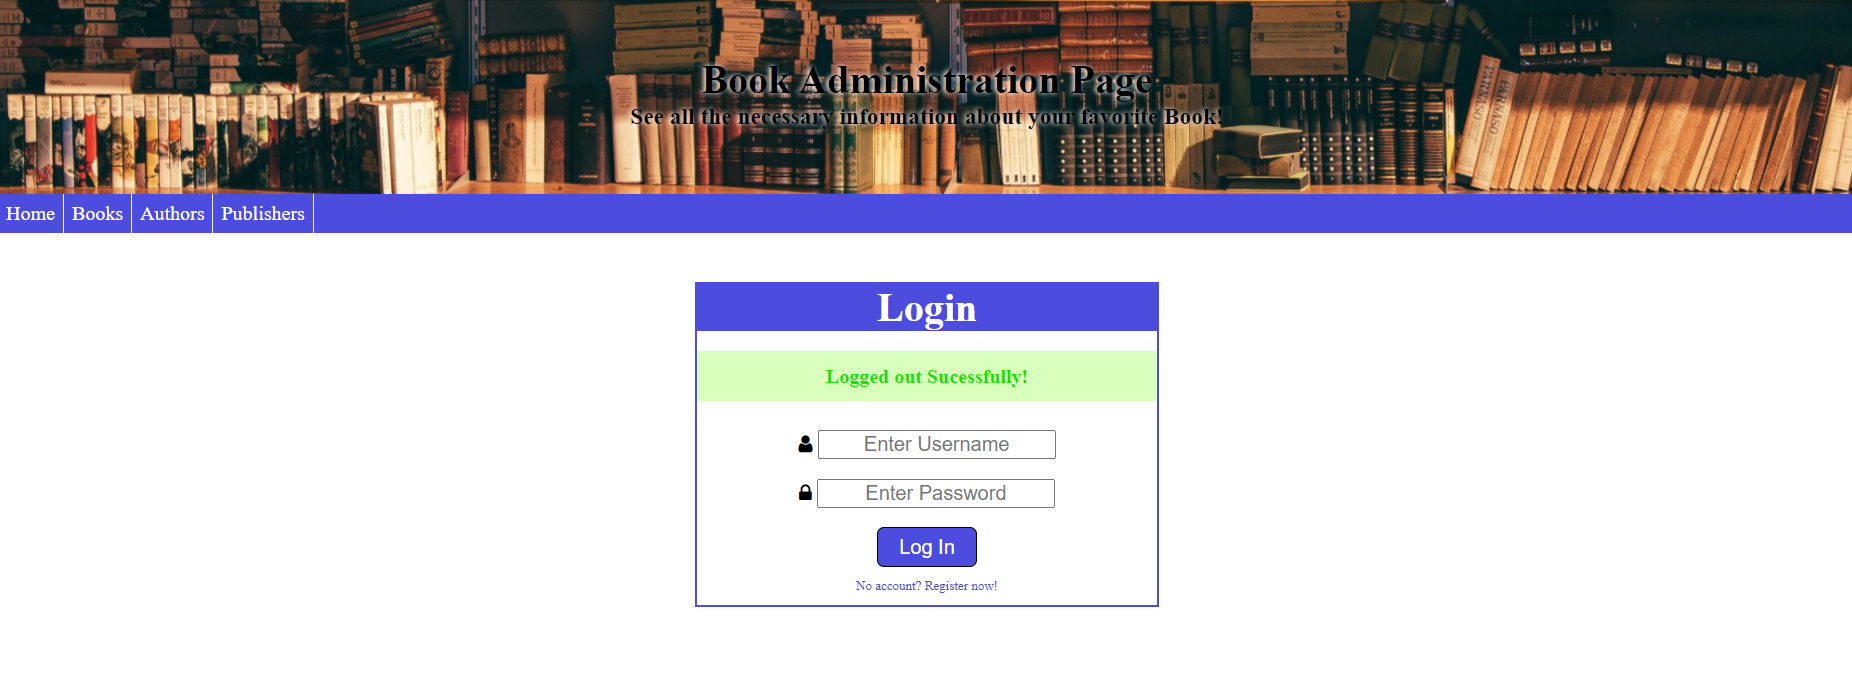 Book Administration Page
See all the necessary information about your favorite Book!
Home Books Authors Publishers
Login
Logged out Sucessfully!
Enter Username
Enter Password
Log In
No account? Register now!